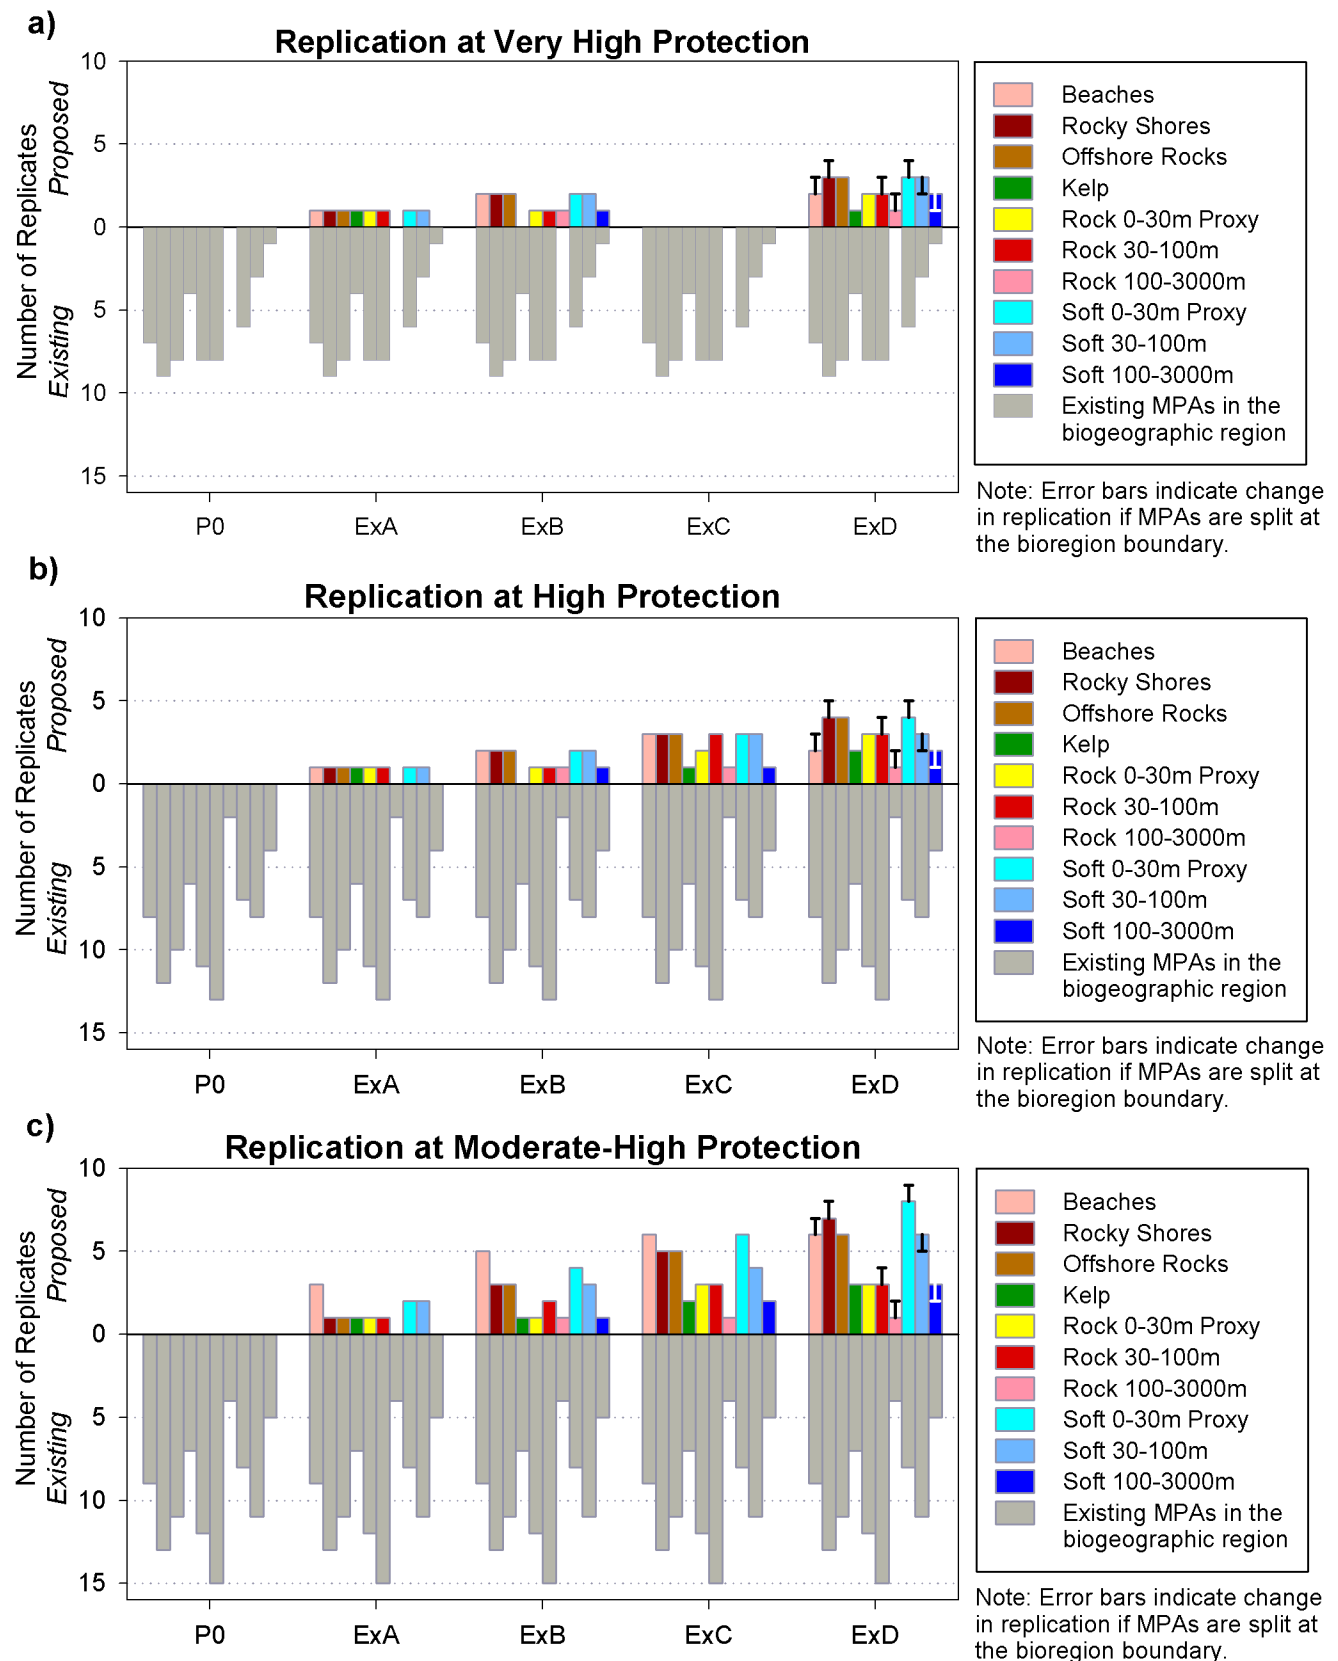 a)
Replication at Very High Protection
Number of Replicates
Existing Proposed
10
5
0
5
10
15
P0 ExA ExB ExC ExD
Beaches
Rocky Shores
Offshore Rocks
Kelp
Rock 0-30m Proxy
Rock 30-100m
Rock 100-3000m
Soft 0-30m Proxy
Soft 30-100m
Soft 100-3000m
Existing MPAs in the
biogeographic region
Note: Error bars indicate change
in replication if MPAs are split at
the bioregion boundary.
b)
Replication at High Protection
Number of Replicates
Existing Proposed
10
5
0
5
10
15
P0 ExA ExB ExC ExD
Beaches
Rocky Shores
Offshore Rocks
Kelp
Rock 0-30m Proxy
Rock 30-100m
Rock 100-3000m
Soft 0-30m Proxy
Soft 30-100m
Soft 100-3000m
Existing MPAs in the
biogeographic region
Note: Error bars indicate change
in replication if MPAs are split at
the bioregion boundary.
c)
Replication at Moderate-High Protection
Number of Replicates
Existing Proposed
10
5
0
5
10
15
P0 ExA ExB ExC ExD
Beaches
Rocky Shores
Offshore Rocks
Kelp
Rock 0-30m Proxy
Rock 30-100m
Rock 100-3000m
Soft 0-30m Proxy
Soft 30-100m
Soft 100-3000m
Existing MPAs in the
biogeographic region
Note: Error bars indicate change
in replication if MPAs are split at
the bioregion boundary.